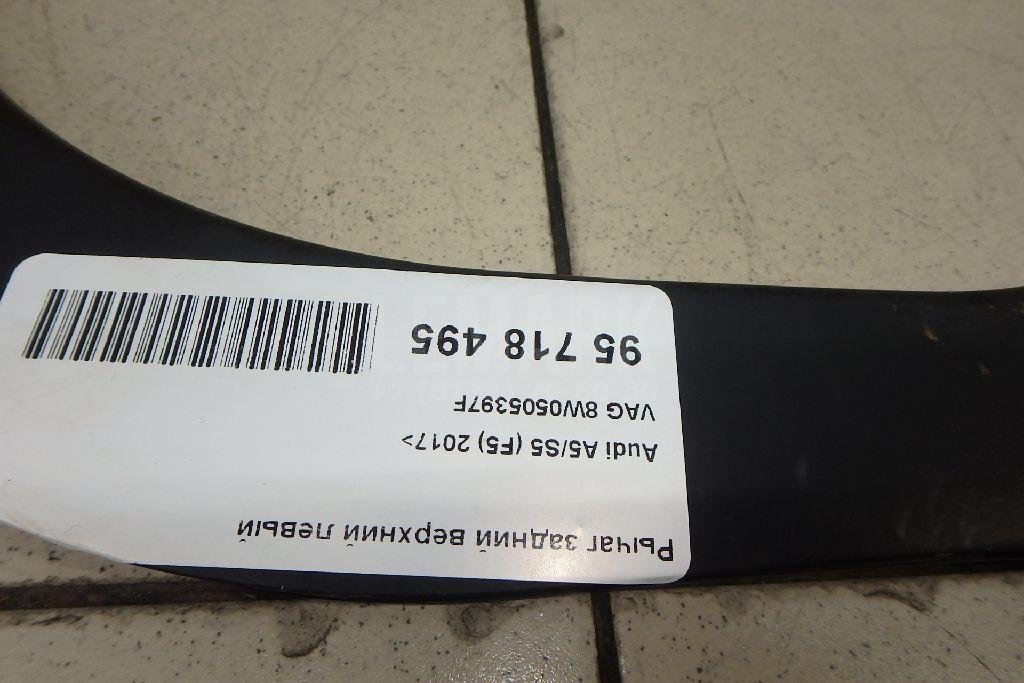 Рычаг задний верхний левый
Audi A5/S5 (F5) 2017>
VAG 8W0505397F
95 718 495